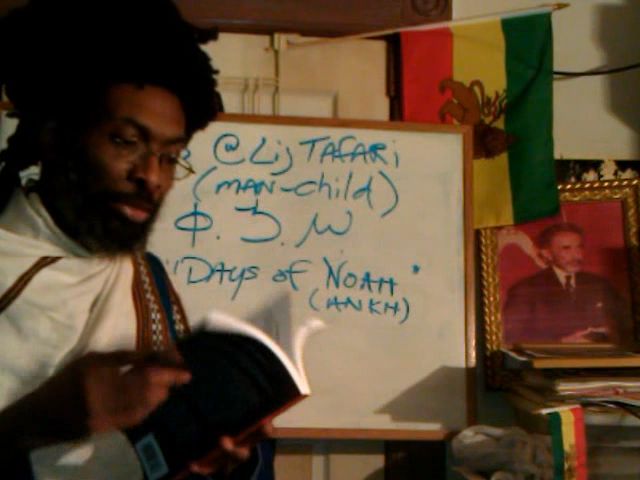 @Lij TAFARi
(MAN-child)
ቀ.ኃ.ሥ
"DAYS of NOAH"
(ANKH)